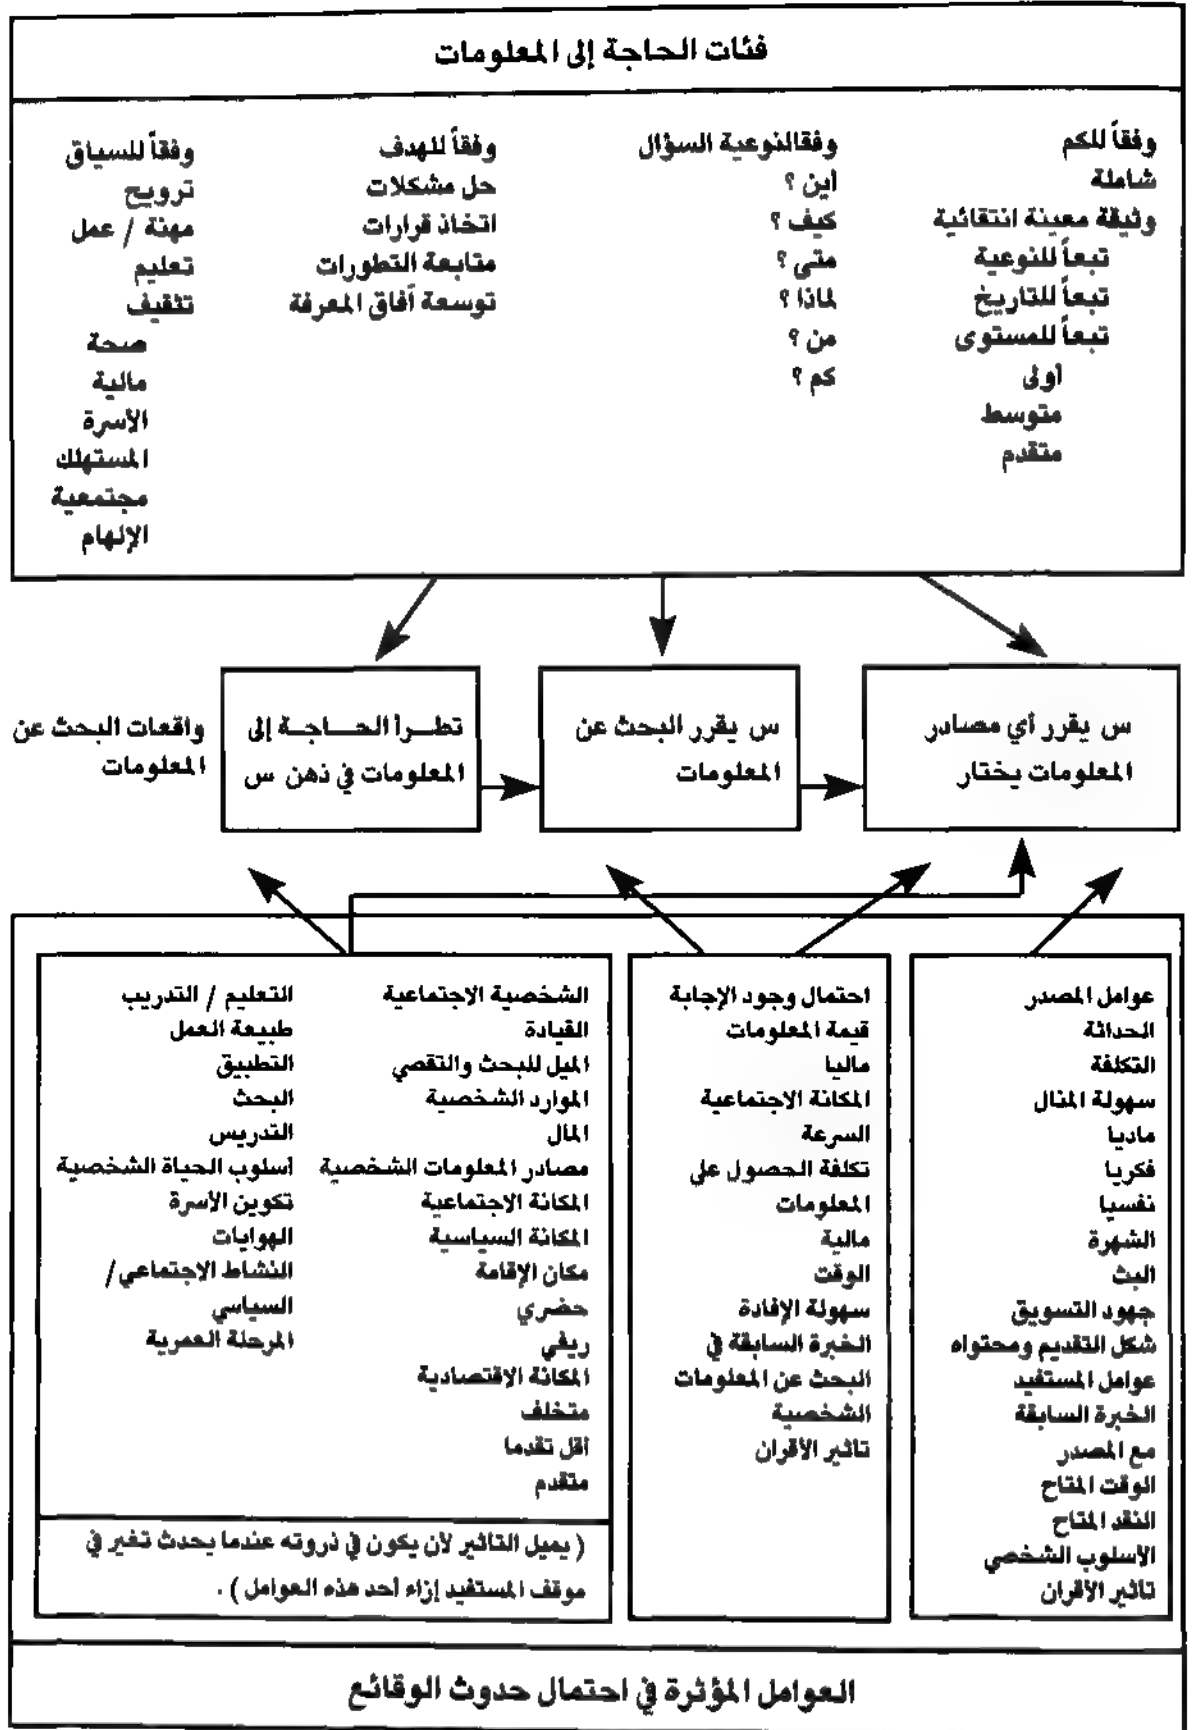 فئات الحاجة إلى المعلومات
وفقاً للكم
شاملة
وثيقة معينة انتقائية
تبعاً للنوعية
تبعاً للتاريخ
تبعاً للمستوى
أولى
متوسط
متقدم
وفقالنوعية السؤال
أين ؟
كيف ؟
متى ؟
لماذا ؟
من ؟
كم ؟
وفقاً للهدف
حل مشكلات
اتخاذ قرارات
متابعة التطورات
توسعة آفاق المعرفة
وفقاً للسياق
ترويح
مهنة / عمل
تعليم
تثقيف
صحة
مالية
الأسرة
المستهلك
مجتمعية
الإلهام
س يقرر أي مصادر
المعلومات يختار
س يقرر البحث عن
المعلومات
تطـرأ الحـــاجــة إلى
المعلومات في ذهن س
واقعات البحث عن
المعلومات
عوامل المصدر
الحداثة
التكلفة
سهولة المنال
ماديا
فكريا
نفسيا
الشهرة
البث
جهود التسويق
شكل التقديم ومحتواه
عوامل المستفيد
الخبرة السابقة
مع المصدر
الوقت المتاح
النقد المتاح
الأسلوب الشخصي
تأثير الأقران
احتمال وجود الإجابة
قيمة المعلومات
ماليا
المكانة الاجتماعية
السرعة
تكلفة الحصول على
المعلومات
مالية
الوقت
سهولة الإفادة
الخبرة السابقة في
البحث عن المعلومات
الشخصية
تأثير الأقران
الشخصية الاجتماعية
القيادة
الميل للبحث والتقصي
الموارد الشخصية
المال
مصادر المعلومات الشخصية
المكانة الاجتماعية
المكانة السياسية
مكان الإقامة
حضري
ريفي
المكانة الاقتصادية
متخلف
أقل تقدما
متقدم
التعليم / التدريب
طبيعة العمل
التطبيق
البحث
التدريس
أسلوب الحياة الشخصية
تكوين الأسرة
الهوايات
النشاط الاجتماعي/
السياسي
المرحلة العمرية
( يميل التأثير لأن يكون في ذروته عندما يحدث تغير في
موقف المستفيد إزاء أحد هذه العوامل ) .
العوامل المؤثرة في احتمال حدوث الوقائع